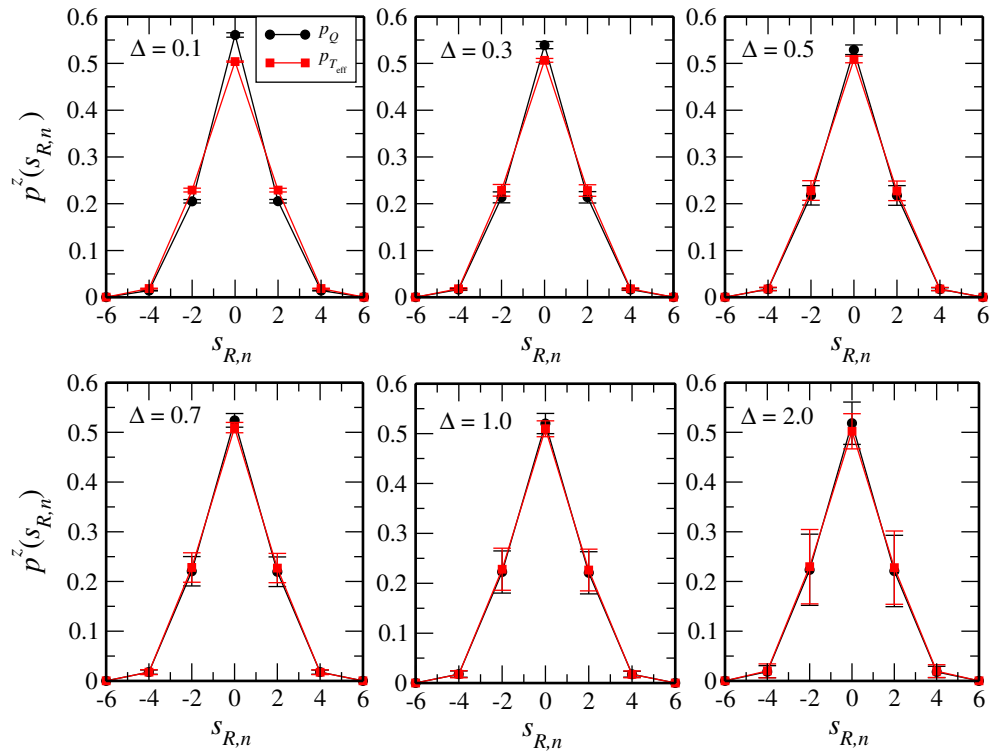 0.6
0.5
0.4
0.3
0.2
0.1
0
p^z(s_{R,n})
Δ = 0.1
p_Q
p_{T_eff}
-6 -4 -2 0 2 4 6
s_{R,n}
0.6
0.5
0.4
0.3
0.2
0.1
0
Δ = 0.3
-6 -4 -2 0 2 4 6
s_{R,n}
0.6
0.5
0.4
0.3
0.2
0.1
0
Δ = 0.5
-6 -4 -2 0 2 4 6
s_{R,n}
0.6
0.5
0.4
0.3
0.2
0.1
0
p^z(s_{R,n})
Δ = 0.7
-6 -4 -2 0 2 4 6
s_{R,n}
0.6
0.5
0.4
0.3
0.2
0.1
0
Δ = 1.0
-6 -4 -2 0 2 4 6
s_{R,n}
0.6
0.5
0.4
0.3
0.2
0.1
0
Δ = 2.0
-6 -4 -2 0 2 4 6
s_{R,n}